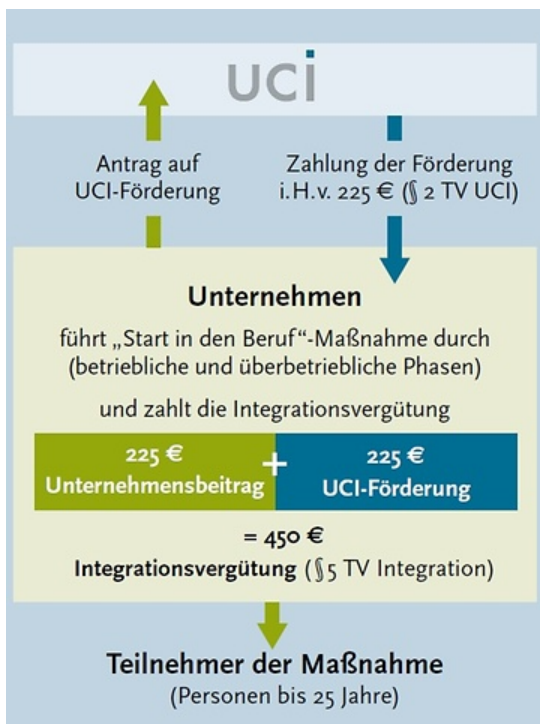 uci
Antrag auf
UCI-Förderung
Zahlung der Förderung
i.H.v. 225 € (§ 2 TV UCI)
Unternehmen
führt „Start in den Beruf“-Maßnahme durch
(betriebliche und überbetriebliche Phasen)
und zahlt die Integrationsvergütung
225 €
Unternehmensbeitrag
+
225 €
UCI-Förderung
= 450 €
Integrationsvergütung (§5 TV Integration)
Teilnehmer der Maßnahme
(Personen bis 25 Jahre)